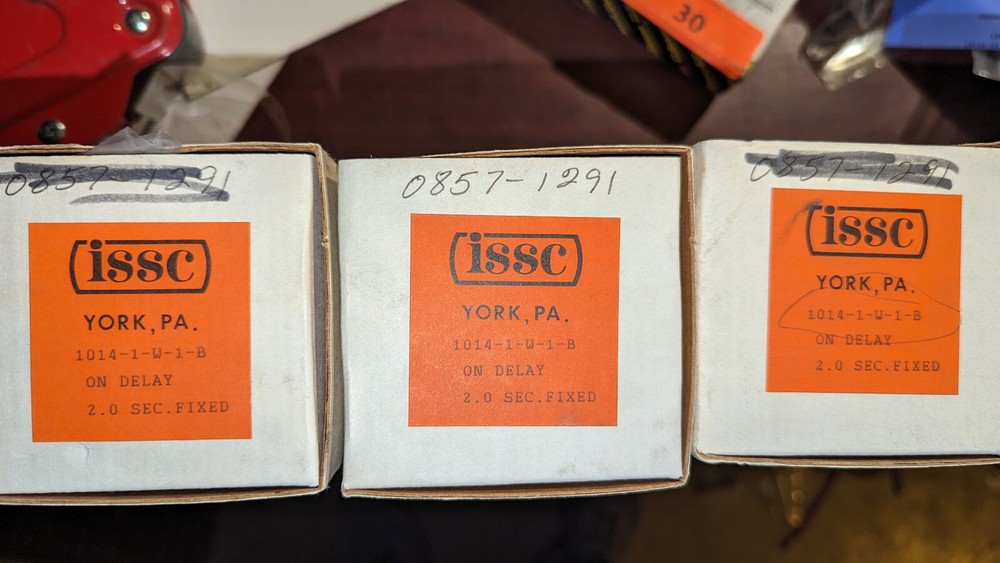 30
0857-1291
issc
YORK, PA.
1014-1-W-1-B
ON DELAY
2.0 SEC.FIXED
0857-1291
issc
YORK, PA.
1014-1-W-1-B
ON DELAY
2.0 SEC.FIXED
0857-1291
issc
YORK, PA.
1014-1-W-1-B
ON DELAY
2.0 SEC.FIXED